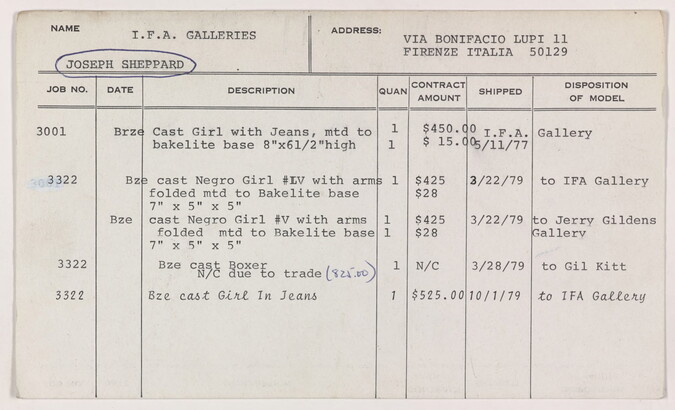 NAME I.F.A. GALLERIES ADDRESS: VIA BONIFACIO LUPI 11
FIRENZE ITALIA 50129
JOSEPH SHEPPARD
JOB NO. DATE DESCRIPTION QUAN CONTRACT AMOUNT SHIPPED DISPOSITION OF MODEL
3001 Brze Cast Girl with Jeans, mtd to 1 $450.00 I.F.A. Gallery
bakelite base 8"x61/2"high 1 $ 15.00 5/11/77
3322 Bze cast Negro Girl #LV with arms 1 $425 3/22/79 to IFA Gallery
folded mtd to Bakelite base $28
7" x 5" x 5"
Bze cast Negro Girl #V with arms 1 $425 3/22/79 to Jerry Gildens
folded mtd to Bakelite base 1 $28 Gallery
7" x 5" x 5"
3322 Bze cast Boxer 1 N/C 3/28/79 to Gil Kitt
N/C due to trade (825.00)
3322 Bze cast Girl In Jeans 1 $525.00 10/1/79 to IFA Gallery